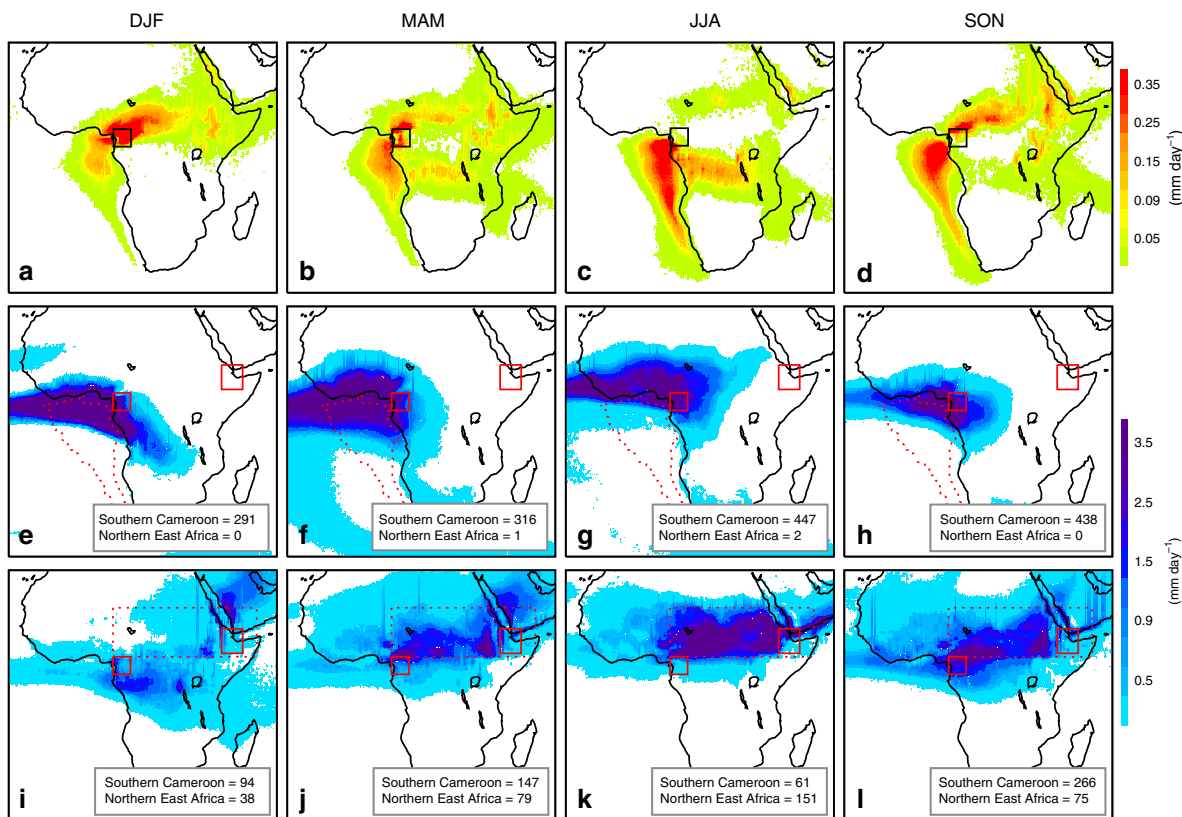 DJF
MAM
JJA
SON
a
b
c
d
0.35
0.25
0.15
0.09
0.05
(mm day−1)
e
Southern Cameroon = 291
Northern East Africa = 0
f
Southern Cameroon = 316
Northern East Africa = 1
g
Southern Cameroon = 447
Northern East Africa = 2
h
Southern Cameroon = 438
Northern East Africa = 0
i
Southern Cameroon = 94
Northern East Africa = 38
j
Southern Cameroon = 147
Northern East Africa = 79
k
Southern Cameroon = 61
Northern East Africa = 151
l
Southern Cameroon = 266
Northern East Africa = 75
3.5
2.5
1.5
0.9
0.5
(mm day−1)